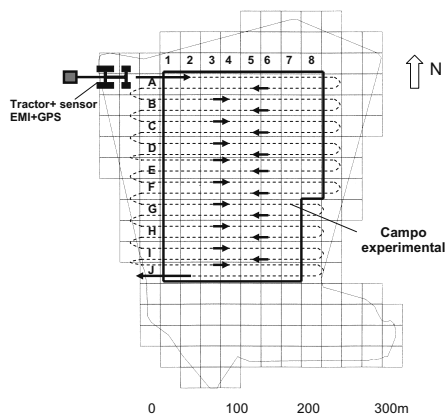 1 2 3 4 5 6 7 8
N
A
Tractor+ sensor
EMI+GPS
B
C
D
E
F
G
H
I
J
Campo
experimental
0 100 200 300m